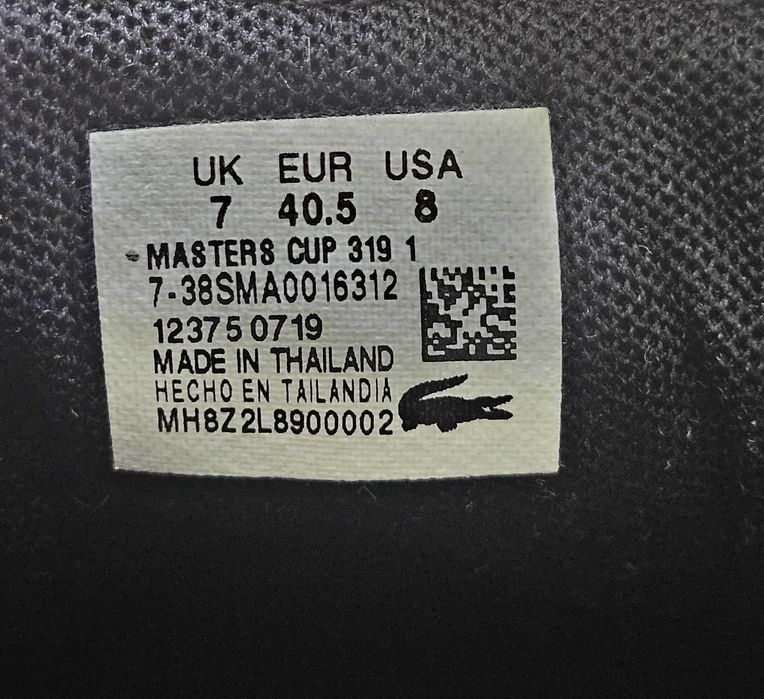 UK EUR USA
7 40.5 8
MASTERS CUP 319 1
7-38SMA0016312
12375 0719
MADE IN THAILAND
HECHO EN TAILANDIA
MH8Z2L8900002